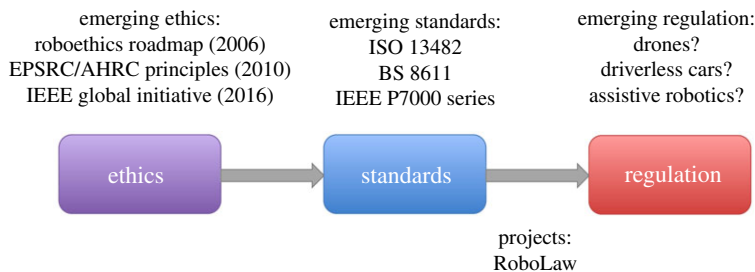 emerging ethics:
roboethics roadmap (2006)
EPSRC/AHRC principles (2010)
IEEE global initiative (2016)
emerging standards:
ISO 13482
BS 8611
IEEE P7000 series
emerging regulation:
drones?
driverless cars?
assistive robotics?
ethics
standards
regulation
projects:
RoboLaw